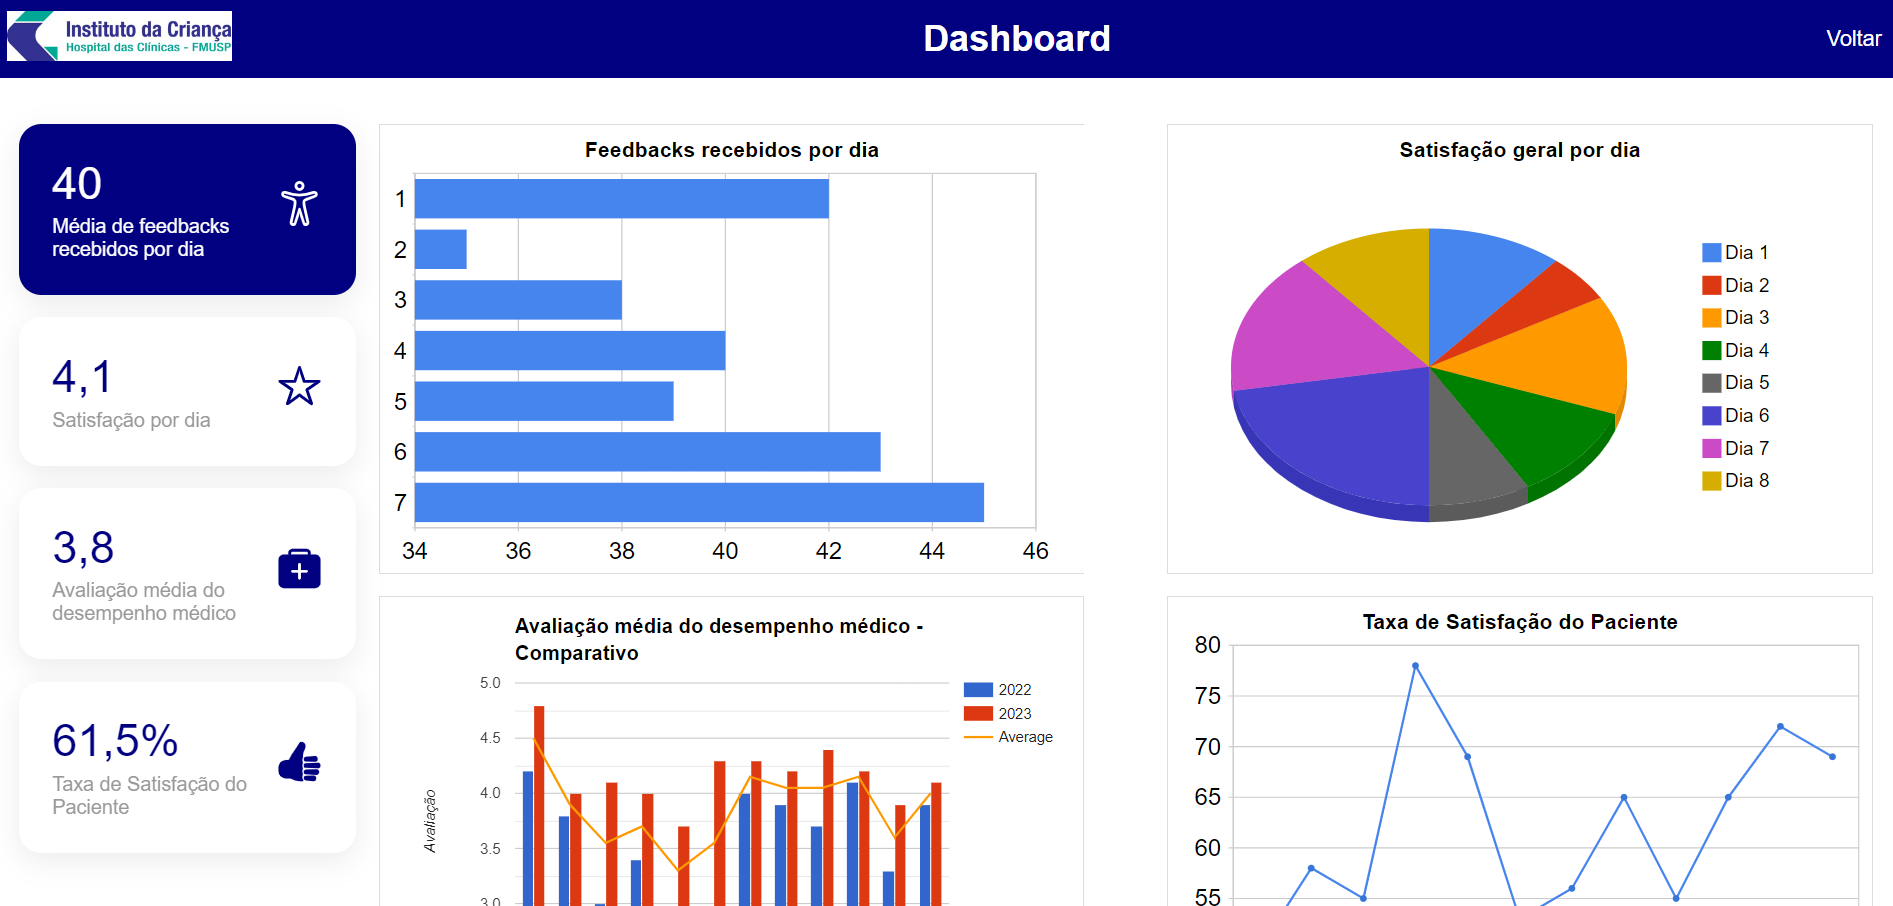 Instituto da Criança
Hospital das Clínicas - FMUSP
Dashboard
Voltar
40
Média de feedbacks
recebidos por dia
4,1
Satisfação por dia
3,8
Avaliação média do
desempenho médico
61,5%
Taxa de Satisfação do
Paciente
Feedbacks recebidos por dia
1
2
3
4
5
6
7
34 36 38 40 42 44 46
Satisfação geral por dia
Dia 1
Dia 2
Dia 3
Dia 4
Dia 5
Dia 6
Dia 7
Dia 8
Avaliação média do desempenho médico -
Comparativo
5.0
4.5
4.0
3.5
3.0
Avaliação
2022
2023
Average
Taxa de Satisfação do Paciente
80
75
70
65
60
55